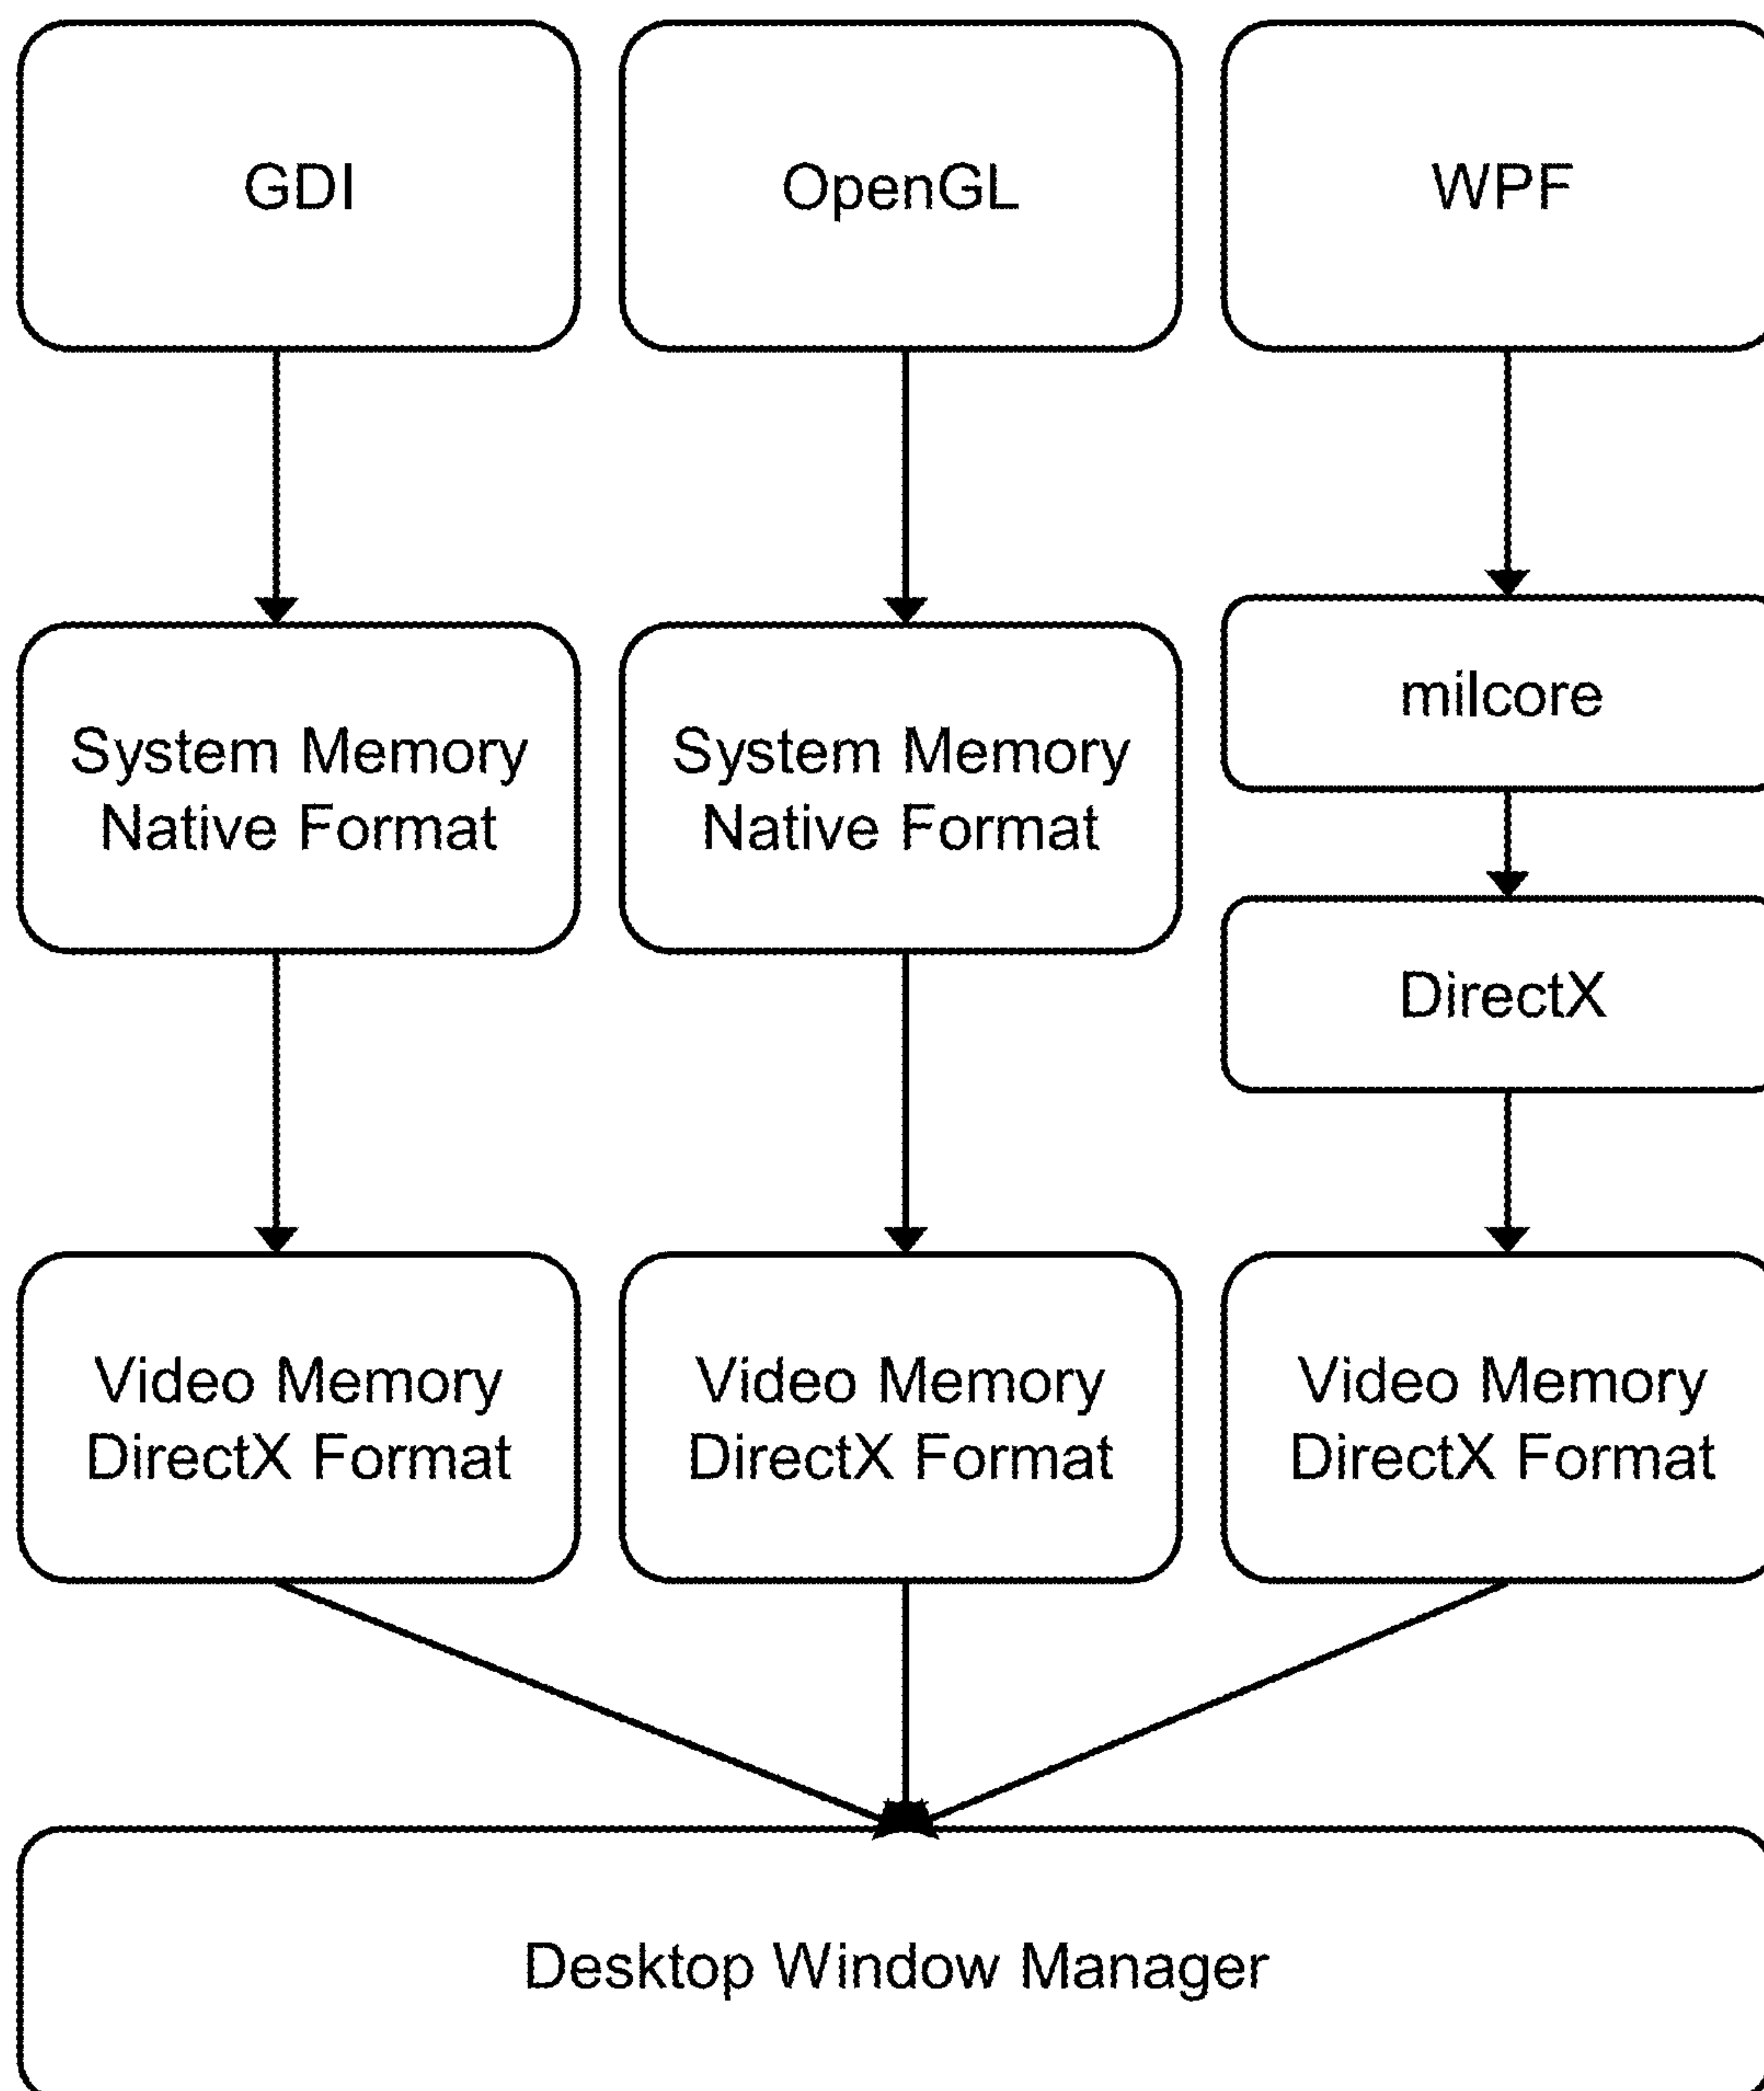 GDI
OpenGL
WPF
System Memory
Native Format
System Memory
Native Format
milcore
DirectX
Video Memory
DirectX Format
Video Memory
DirectX Format
Video Memory
DirectX Format
Desktop Window Manager